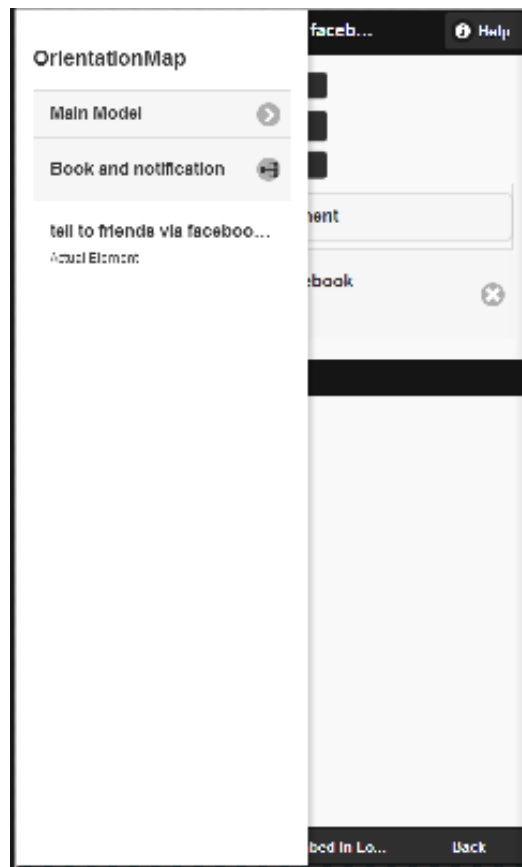 faceb...
Help
OrientationMap
Main Model
Book and notification
tell to friends via faceboo...
Actual Element
nent
ebook
bed in Lo...
Back